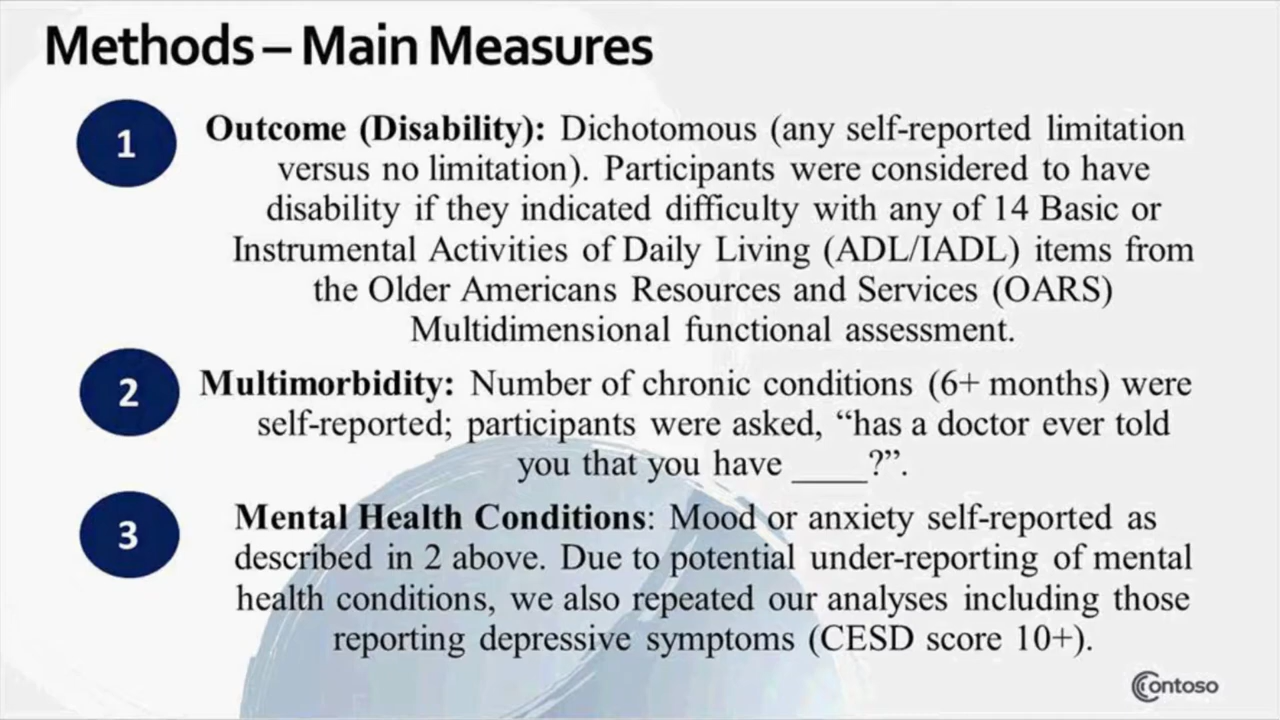 Methods – Main Measures
1
Outcome (Disability): Dichotomous (any self-reported limitation
versus no limitation). Participants were considered to have
disability if they indicated difficulty with any of 14 Basic or
Instrumental Activities of Daily Living (ADL/IADL) items from
the Older Americans Resources and Services (OARS)
Multidimensional functional assessment.
2
Multimorbidity: Number of chronic conditions (6+ months) were
self-reported; participants were asked, “has a doctor ever told
you that you have ____?”.
3
Mental Health Conditions: Mood or anxiety self-reported as
described in 2 above. Due to potential under-reporting of mental
health conditions, we also repeated our analyses including those
reporting depressive symptoms (CESD score 10+).
Contoso